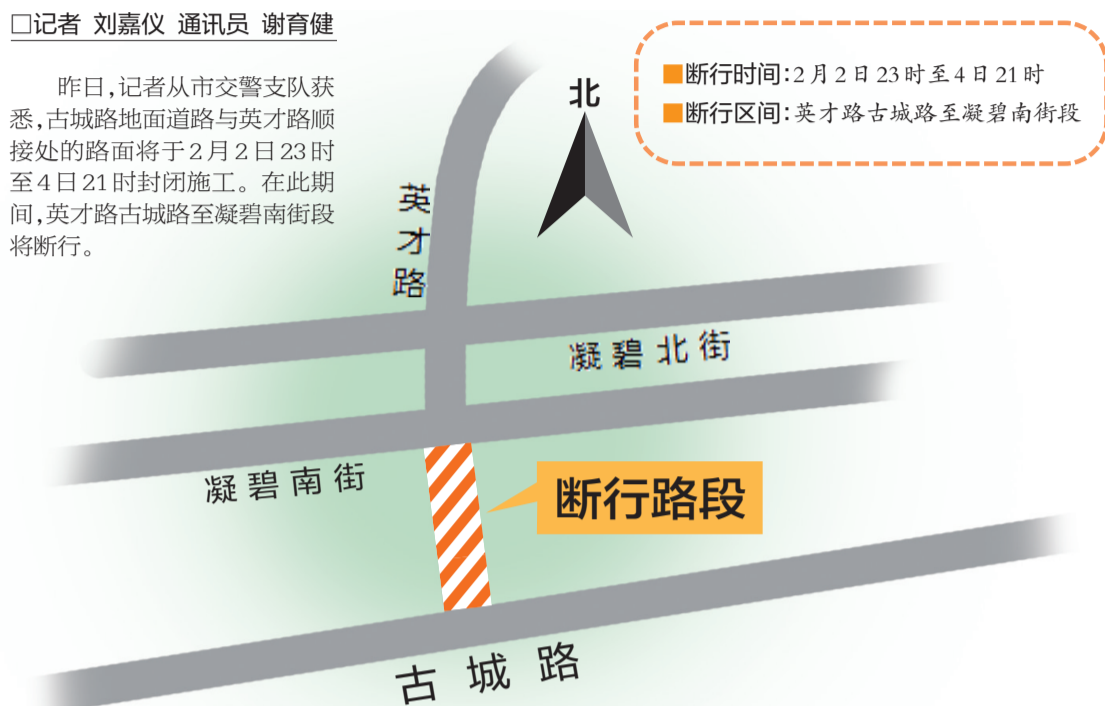 □记者 刘嘉仪 通讯员 谢育健
昨日，记者从市交警支队获
悉，古城路地面道路与英才路顺
接处的路面将于2月2日23时
至4日21时封闭施工。在此期
间，英才路古城路至凝碧南街段
将断行。
■断行时间：2月2日23时至4日21时
■断行区间：英才路古城路至凝碧南街段
北
英才路
凝碧北街
凝碧南街
断行路段
古城路